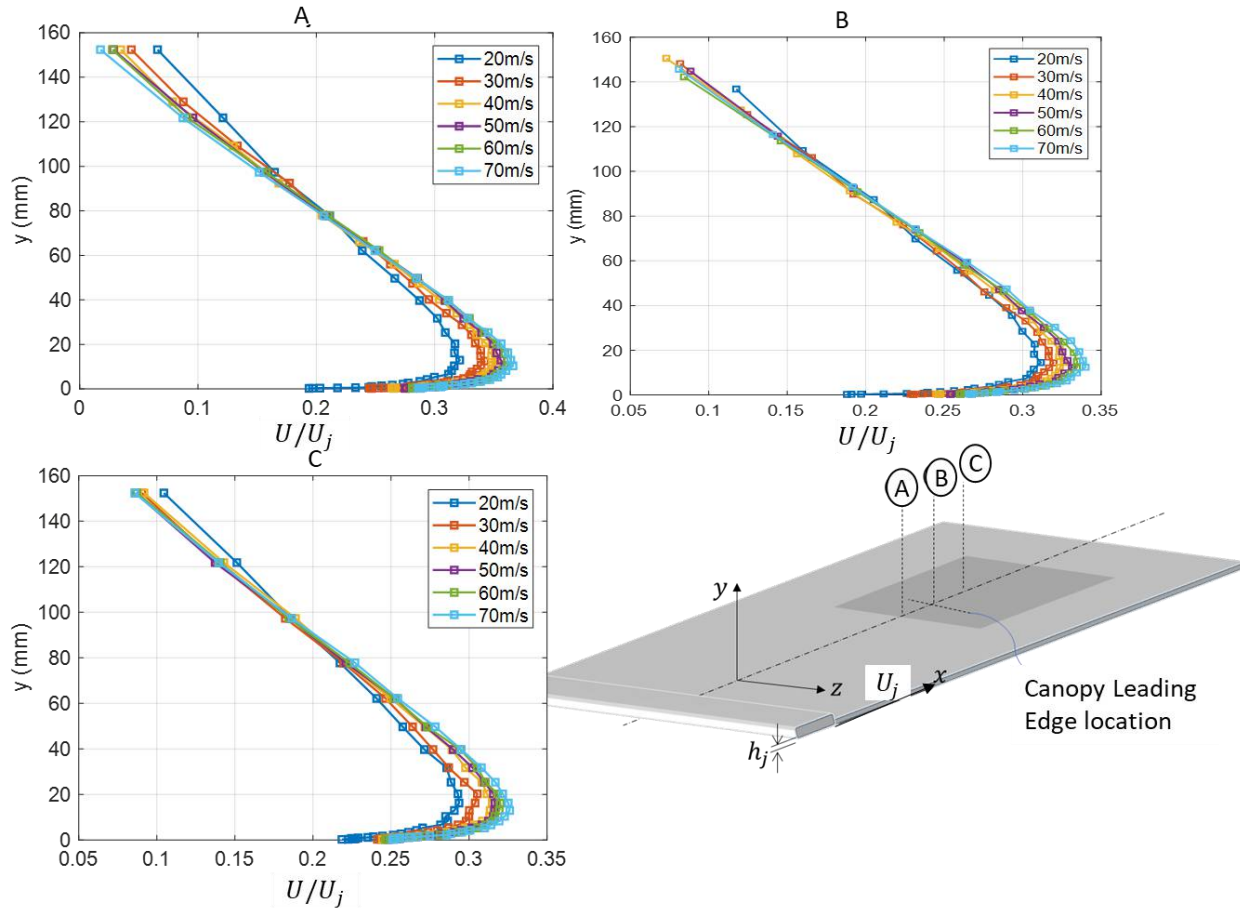 A
160
140
120
100
80
60
40
20
0
y (mm)
0
0.1
0.2
0.3
0.4
U/U_j
20m/s
30m/s
40m/s
50m/s
60m/s
70m/s
B
160
140
120
100
80
60
40
20
0
y (mm)
0.05
0.1
0.15
0.2
0.25
0.3
0.35
U/U_j
20m/s
30m/s
40m/s
50m/s
60m/s
70m/s
C
160
140
120
100
80
60
40
20
0
y (mm)
0.05
0.1
0.15
0.2
0.25
0.3
0.35
U/U_j
20m/s
30m/s
40m/s
50m/s
60m/s
70m/s
A
B
C
y
z
U_j
x
h_j
Canopy Leading
Edge location